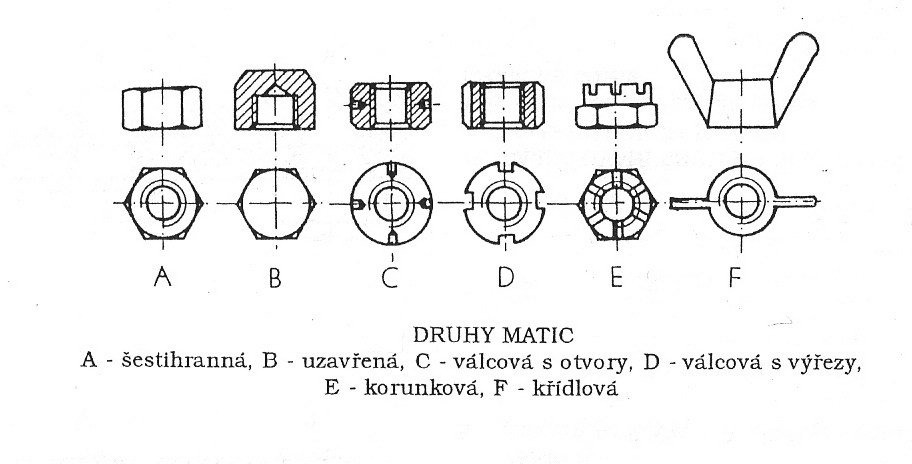 A B C D E F
DRUHY MATIC
A - šestihranná, B - uzavřená, C - válcová s otvory, D - válcová s výřezy,
E - korunková, F - křídlová